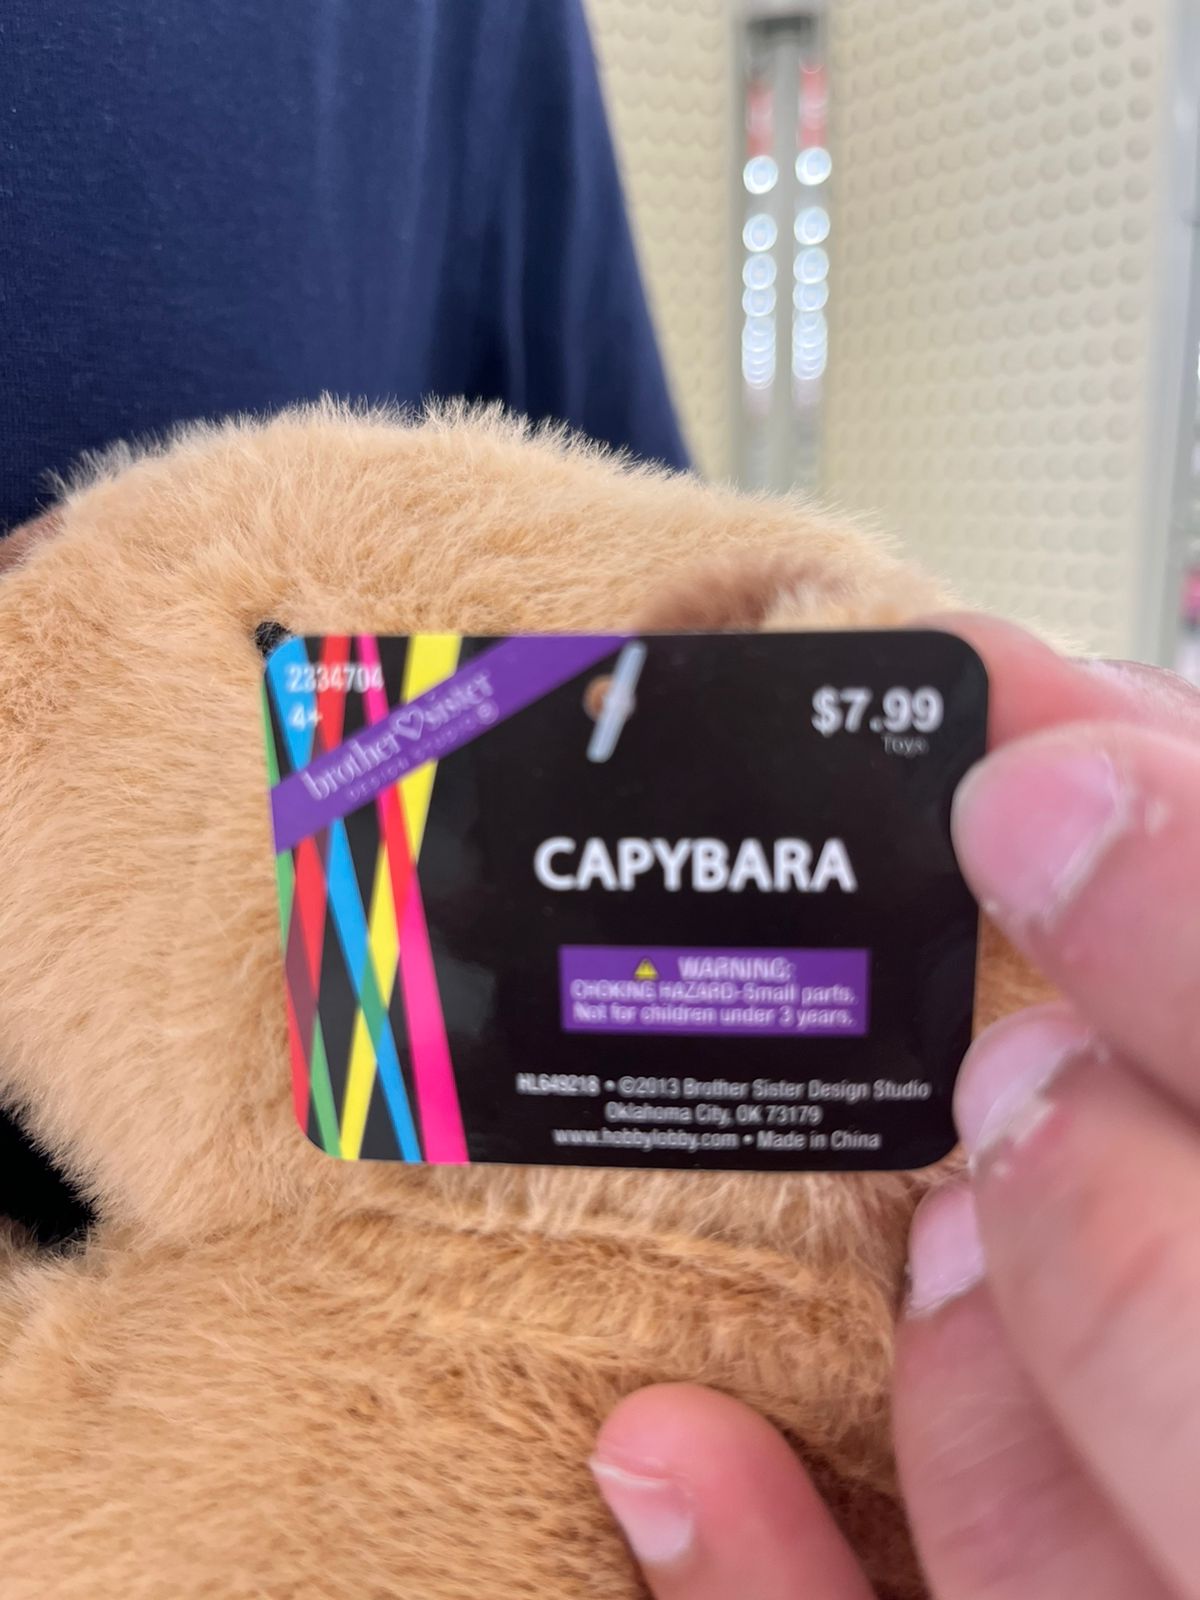 2334704
4+
brother♡sister
DESIGN STUDIO®
$7.99
Toys
CAPYBARA
⚠ WARNING:
CHOKING HAZARD-Small parts.
Not for children under 3 years.
HL649218 • ©2013 Brother Sister Design Studio
Oklahoma City, OK 73179
www.hobbylobby.com • Made in China